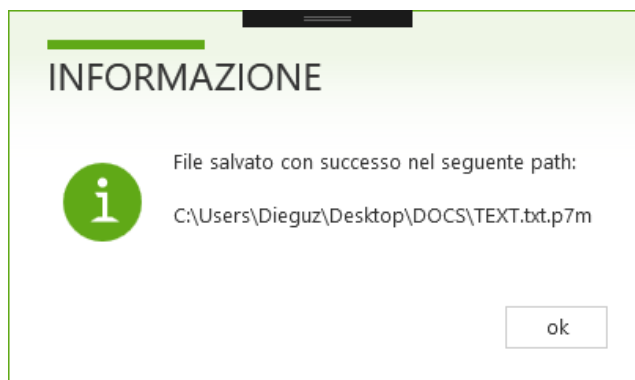 INFORMAZIONE
File salvato con successo nel seguente path:
C:\Users\Dieguz\Desktop\DOCS\TEXT.txt.p7m
ok